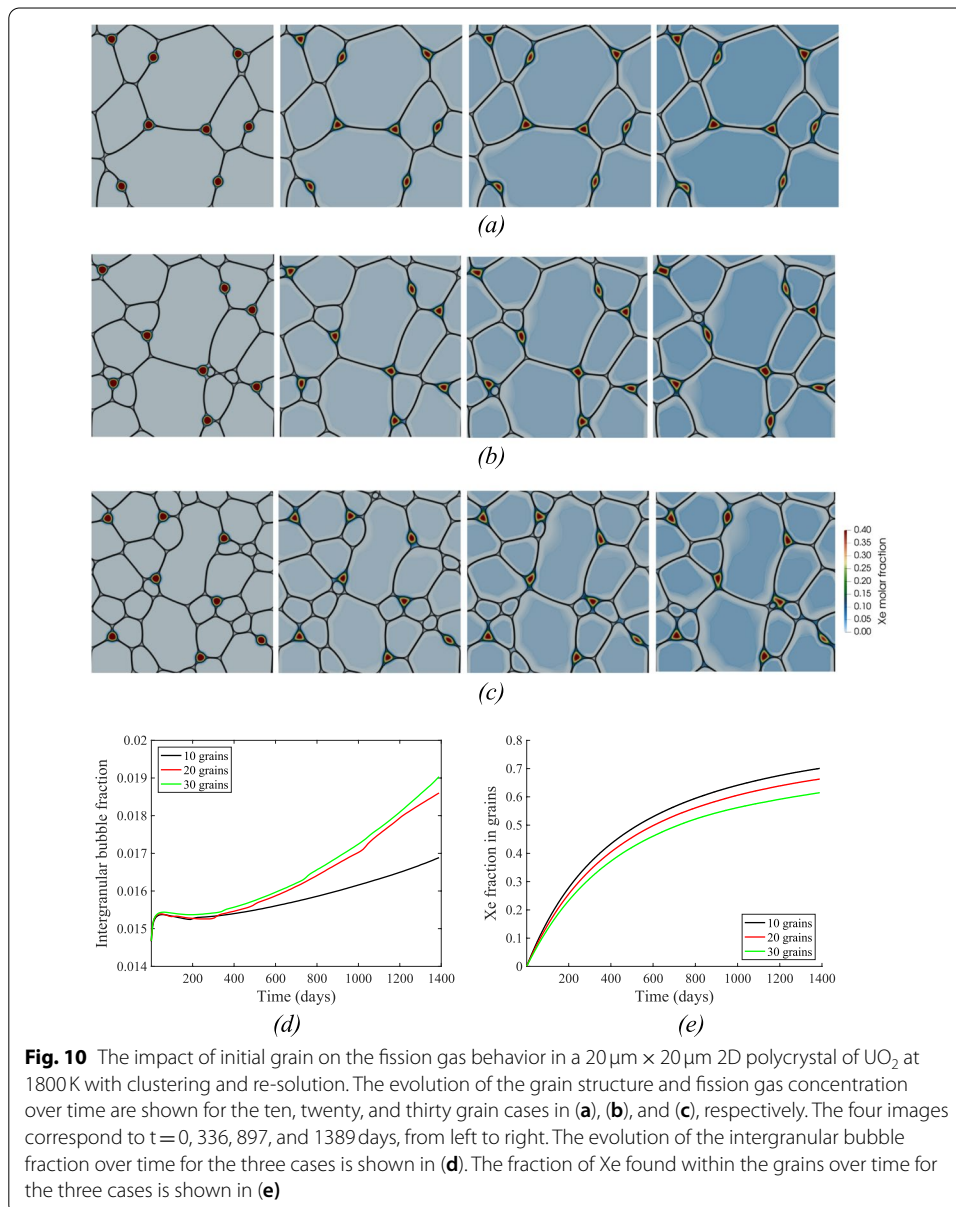 (a)
(b)
0.40
0.35
0.30
0.25
0.20
0.15
0.10
0.05
0.00
Xe molar fraction
(c)
0.02
0.019
0.018
0.017
0.016
0.015
0.014
Intergranular bubble fraction
10 grains
20 grains
30 grains
200 400 600 800 1000 1200 1400
Time (days)
(d)
0.8
0.7
0.6
0.5
0.4
0.3
0.2
0.1
0
Xe fraction in grains
10 grains
20 grains
30 grains
200 400 600 800 1000 1200 1400
Time (days)
(e)
Fig. 10 The impact of initial grain on the fission gas behavior in a 20 μm × 20 μm 2D polycrystal of UO₂ at
1800 K with clustering and re-solution. The evolution of the grain structure and fission gas concentration
over time are shown for the ten, twenty, and thirty grain cases in (a), (b), and (c), respectively. The four images
correspond to t = 0, 336, 897, and 1389 days, from left to right. The evolution of the intergranular bubble
fraction over time for the three cases is shown in (d). The fraction of Xe found within the grains over time for
the three cases is shown in (e)